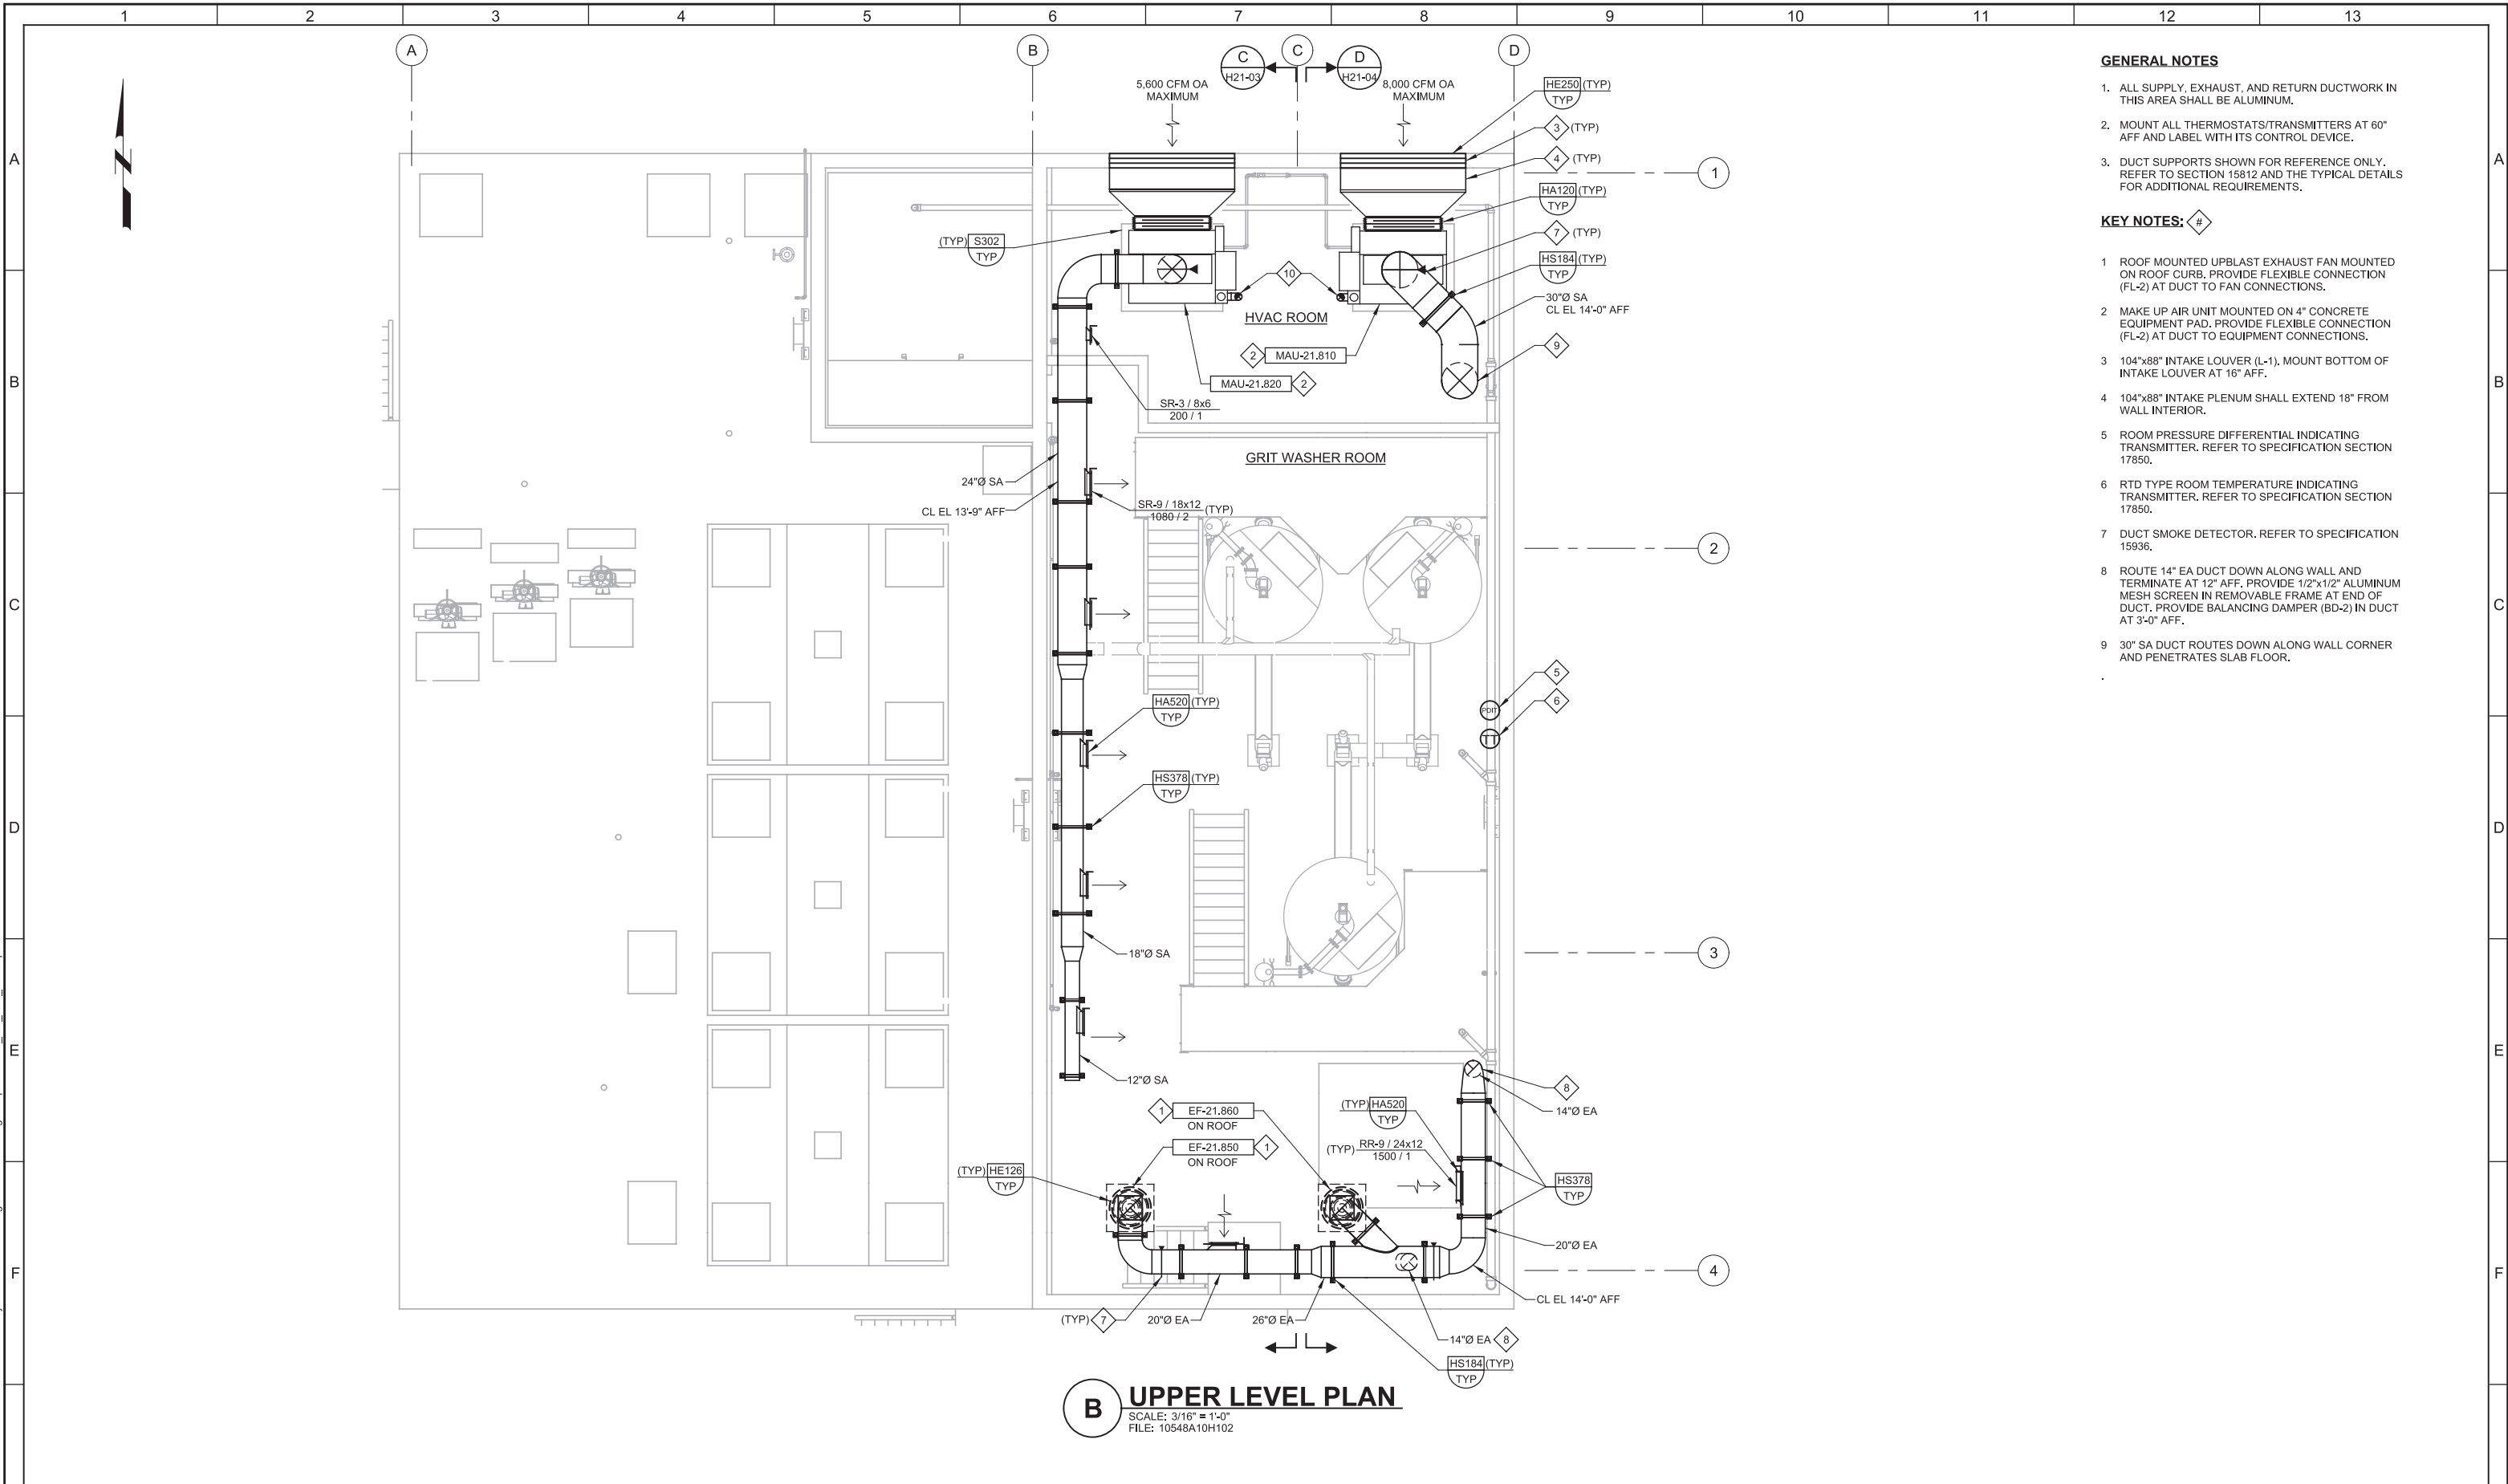 1 2 3 4 5 6 7 8 9 10 11 12 13
A B C C D D
H21-03
H21-04
5,600 CFM OA
MAXIMUM
8,000 CFM OA
MAXIMUM
HE250 (TYP)
TYP
3 (TYP)
4 (TYP)
HA120 (TYP)
TYP
7 (TYP)
HS184 (TYP)
TYP
30"Ø SA
CL EL 14'-0" AFF
9
(TYP) S302
TYP
10
HVAC ROOM
2 MAU-21.810
MAU-21.820 2
SR-3 / 8x6
200 / 1
GRIT WASHER ROOM
24"Ø SA
CL EL 13'-9" AFF
SR-9 / 18x12 (TYP)
1080 / 2
5
PDIT
6
TT
HA520 (TYP)
TYP
HS378 (TYP)
TYP
18"Ø SA
12"Ø SA
1 EF-21.860
ON ROOF
EF-21.850 1
ON ROOF
(TYP) HE126
TYP
(TYP) HA520
TYP
(TYP) RR-9 / 24x12
1500 / 1
8
14"Ø EA
HS378
TYP
20"Ø EA
CL EL 14'-0" AFF
(TYP) 7
20"Ø EA
26"Ø EA
14"Ø EA 8
HS184 (TYP)
TYP
1
2
3
4
A
B
C
D
E
F
A
B
C
D
E
F
B UPPER LEVEL PLAN
SCALE: 3/16" = 1'-0"
FILE: 10548A10H102
GENERAL NOTES
1. ALL SUPPLY, EXHAUST, AND RETURN DUCTWORK IN
THIS AREA SHALL BE ALUMINUM.
2. MOUNT ALL THERMOSTATS/TRANSMITTERS AT 60"
AFF AND LABEL WITH ITS CONTROL DEVICE.
3. DUCT SUPPORTS SHOWN FOR REFERENCE ONLY.
REFER TO SECTION 15812 AND THE TYPICAL DETAILS
FOR ADDITIONAL REQUIREMENTS.
KEY NOTES: #
1 ROOF MOUNTED UPBLAST EXHAUST FAN MOUNTED
ON ROOF CURB. PROVIDE FLEXIBLE CONNECTION
(FL-2) AT DUCT TO FAN CONNECTIONS.
2 MAKE UP AIR UNIT MOUNTED ON 4" CONCRETE
EQUIPMENT PAD. PROVIDE FLEXIBLE CONNECTION
(FL-2) AT DUCT TO EQUIPMENT CONNECTIONS.
3 104"x88" INTAKE LOUVER (L-1). MOUNT BOTTOM OF
INTAKE LOUVER AT 16" AFF.
4 104"x88" INTAKE PLENUM SHALL EXTEND 18" FROM
WALL INTERIOR.
5 ROOM PRESSURE DIFFERENTIAL INDICATING
TRANSMITTER. REFER TO SPECIFICATION SECTION
17850.
6 RTD TYPE ROOM TEMPERATURE INDICATING
TRANSMITTER. REFER TO SPECIFICATION SECTION
17850.
7 DUCT SMOKE DETECTOR. REFER TO SPECIFICATION
15936.
8 ROUTE 14" EA DUCT DOWN ALONG WALL AND
TERMINATE AT 12" AFF. PROVIDE 1/2"x1/2" ALUMINUM
MESH SCREEN IN REMOVABLE FRAME AT END OF
DUCT. PROVIDE BALANCING DAMPER (BD-2) IN DUCT
AT 3'-0" AFF.
9 30" SA DUCT ROUTES DOWN ALONG WALL CORNER
AND PENETRATES SLAB FLOOR.
.